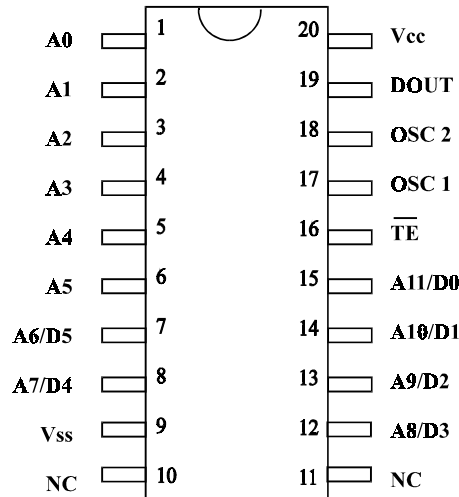 A0 1 20 Vcc
A1 2 19 DOUT
A2 3 18 OSC 2
A3 4 17 OSC 1
A4 5 16 T̅E̅
A5 6 15 A11/D0
A6/D5 7 14 A10/D1
A7/D4 8 13 A9/D2
Vss 9 12 A8/D3
NC 10 11 NC